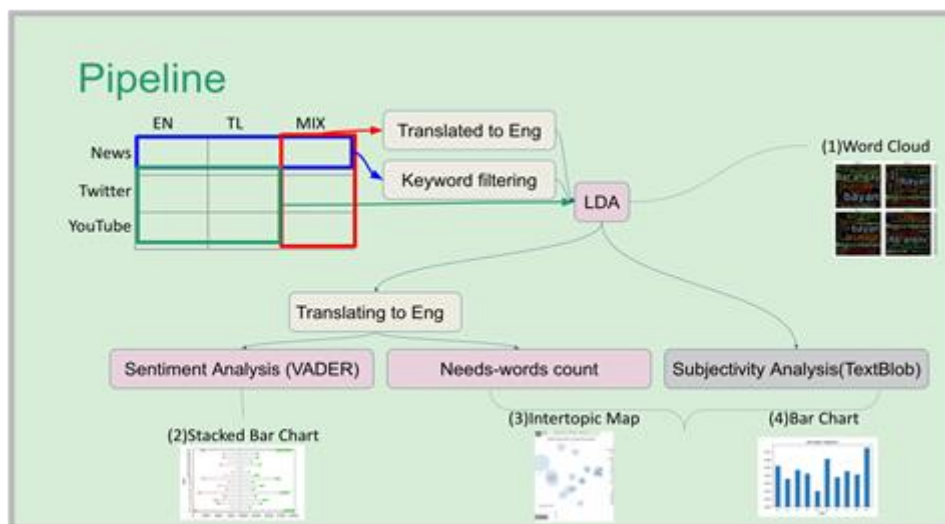 Pipeline
EN TL MIX
News
Twitter
YouTube
Translated to Eng
Keyword filtering
LDA
(1)Word Cloud
bayan
bayan
Translating to Eng
Sentiment Analysis (VADER)
Needs-words count
Subjectivity Analysis(TextBlob)
(2)Stacked Bar Chart
(3)Intertopic Map
(4)Bar Chart